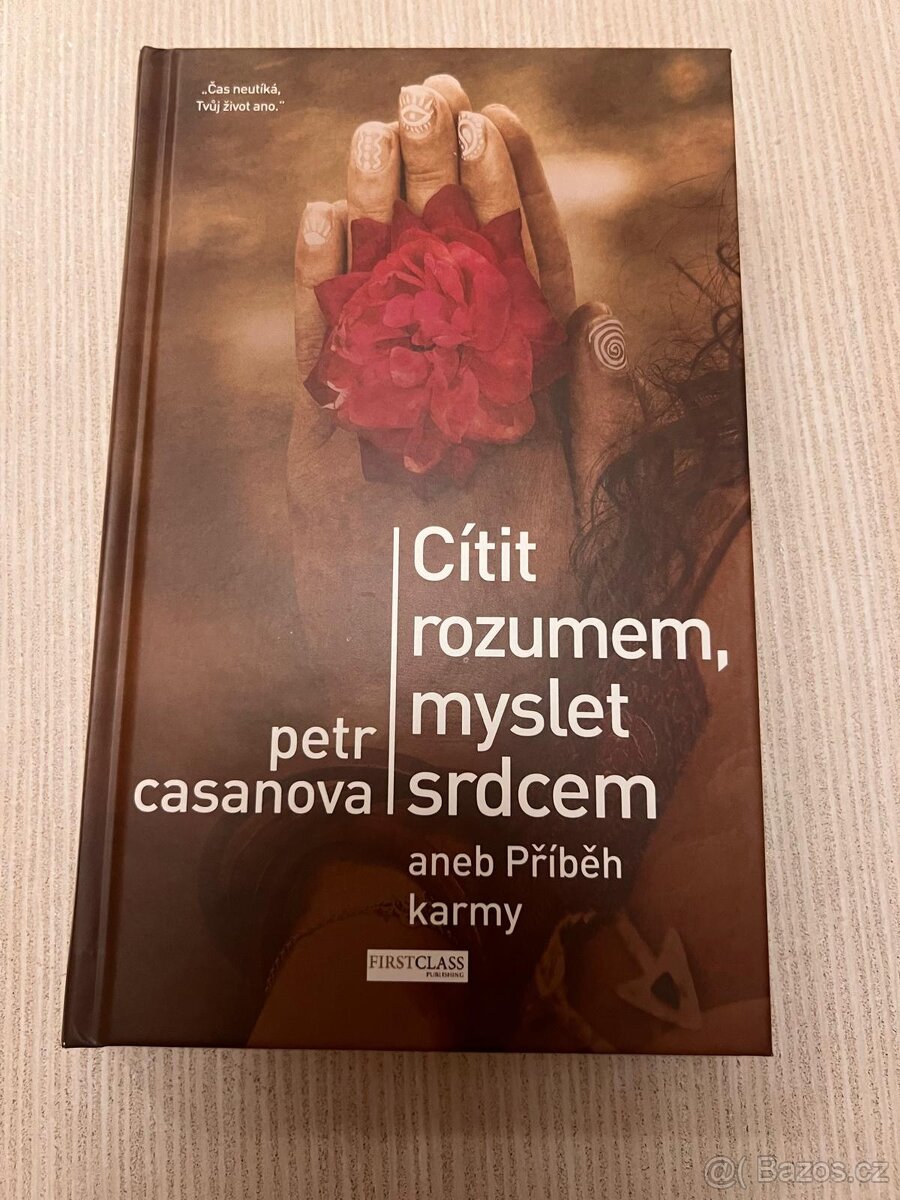 „Čas neutíká,
Tvůj život ano.“
Cítit
rozumem,
myslet
srdcem
petr
casanova
aneb Příběh
karmy
FIRSTCLASS
PUBLISHING
@( Bazos.cz